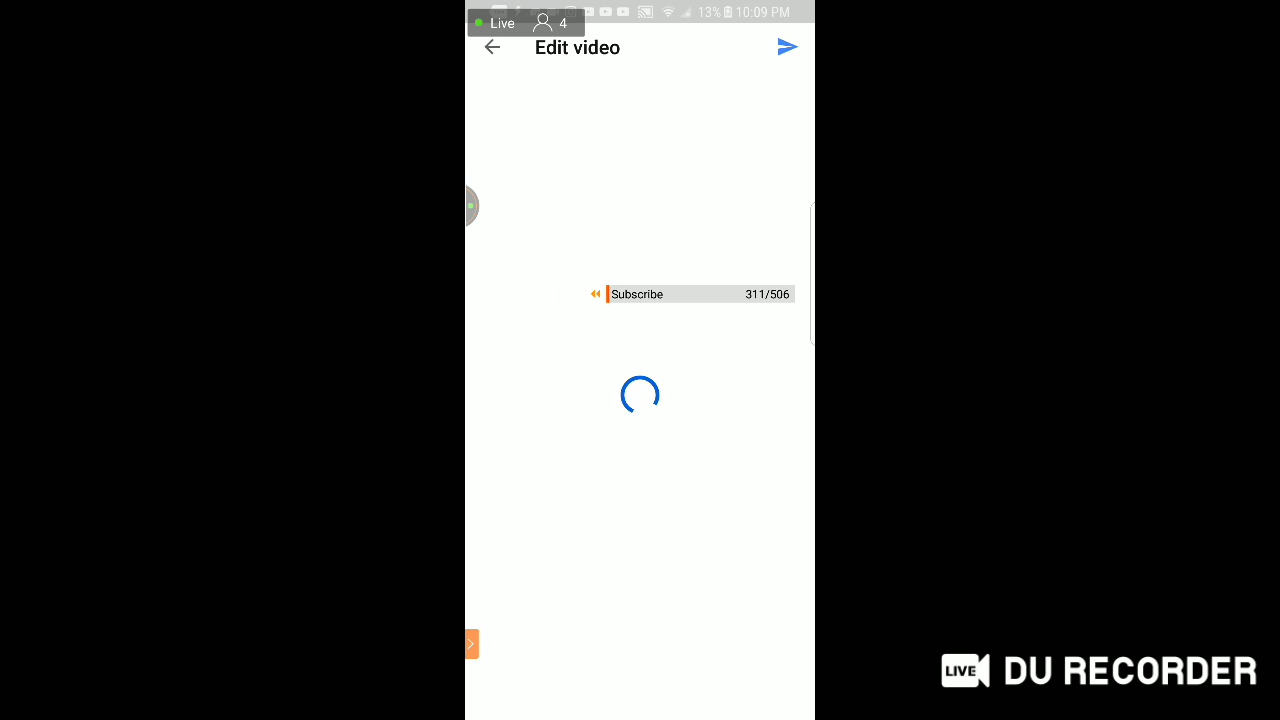 13% 10:09 PM
Live 4
Edit video
Subscribe 311/506
LIVE DU RECORDER